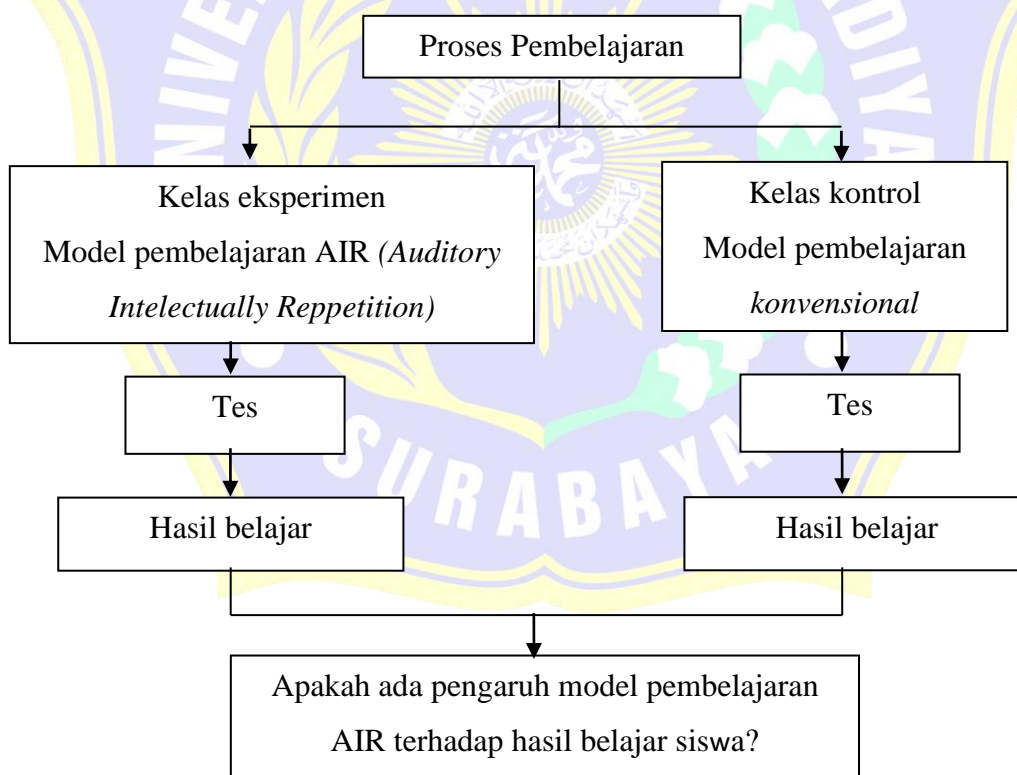 Proses Pembelajaran
Kelas eksperimen
Model pembelajaran AIR (Auditory
Intelectually Reppetition)
Kelas kontrol
Model pembelajaran
konvensional
Tes
Tes
Hasil belajar
Hasil belajar
Apakah ada pengaruh model pembelajaran
AIR terhadap hasil belajar siswa?
SURABAYA